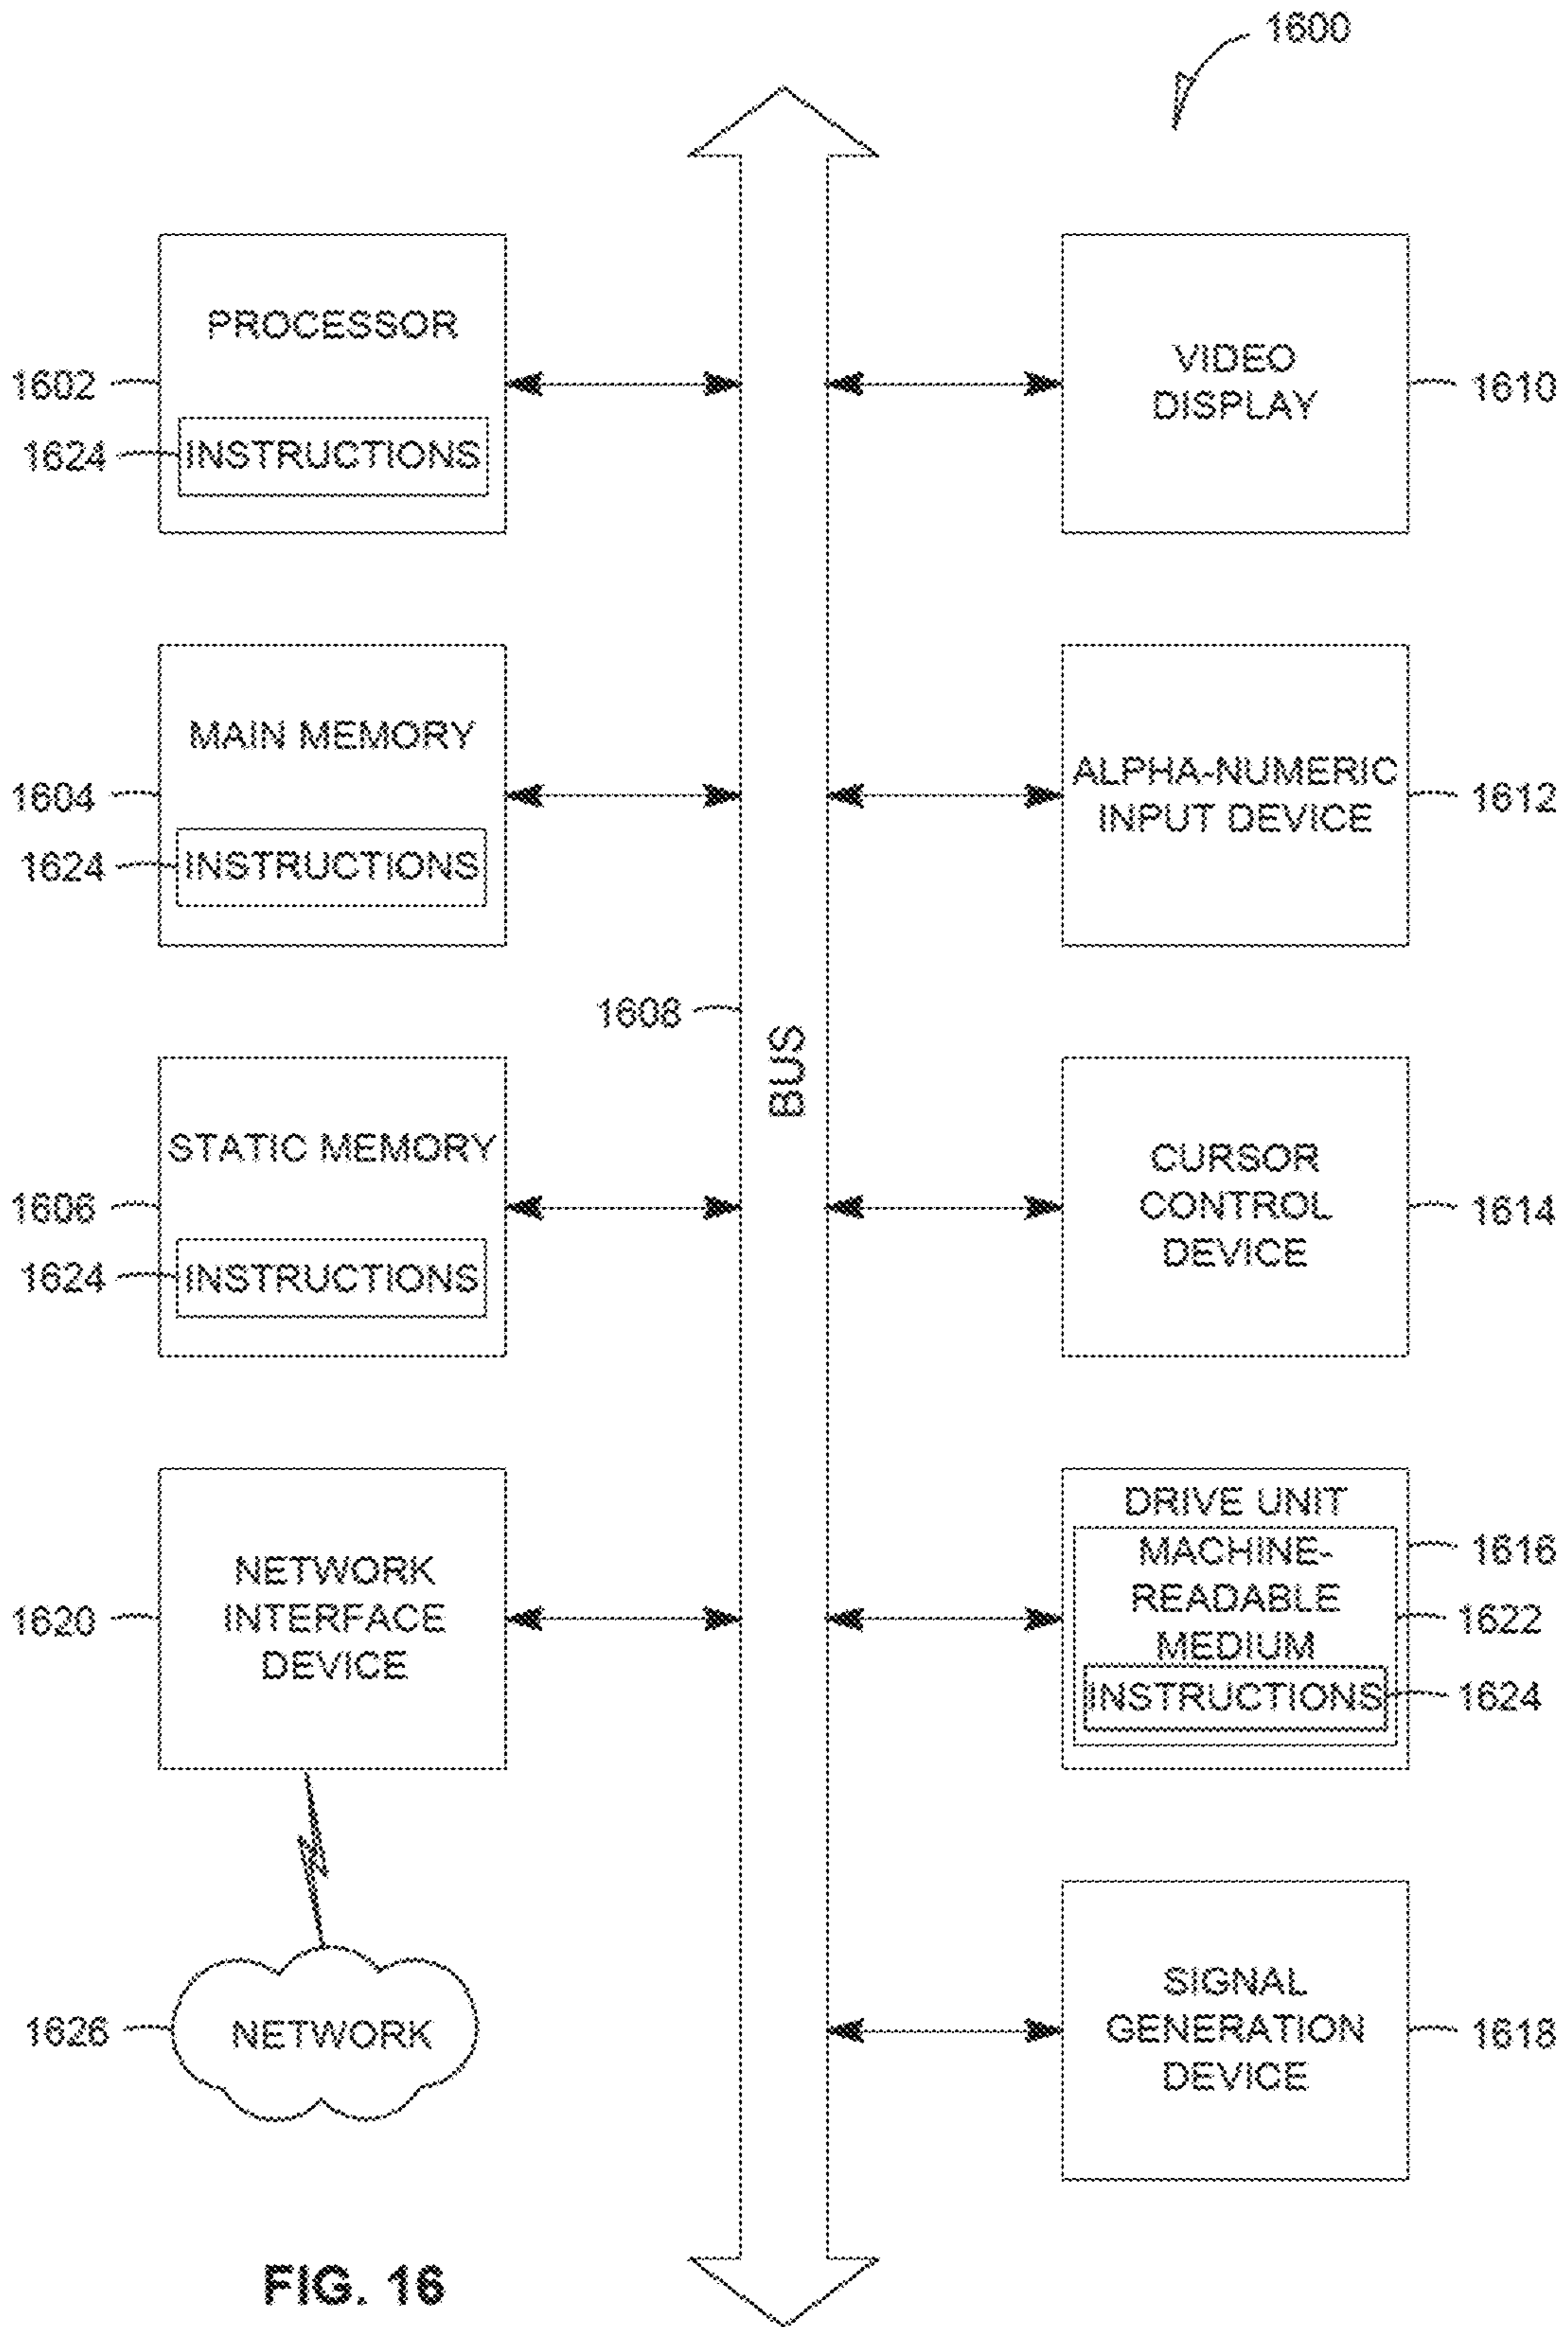 1600
PROCESSOR
1602
1624
INSTRUCTIONS
VIDEO
DISPLAY
1610
MAIN MEMORY
1604
1624
INSTRUCTIONS
ALPHA-NUMERIC
INPUT DEVICE
1612
1608
BUS
STATIC MEMORY
1606
1624
INSTRUCTIONS
CURSOR
CONTROL
DEVICE
1614
NETWORK
INTERFACE
DEVICE
1620
DRIVE UNIT
MACHINE-
READABLE
MEDIUM
INSTRUCTIONS
1616
1622
1624
1626
NETWORK
SIGNAL
GENERATION
DEVICE
1618
FIG. 16